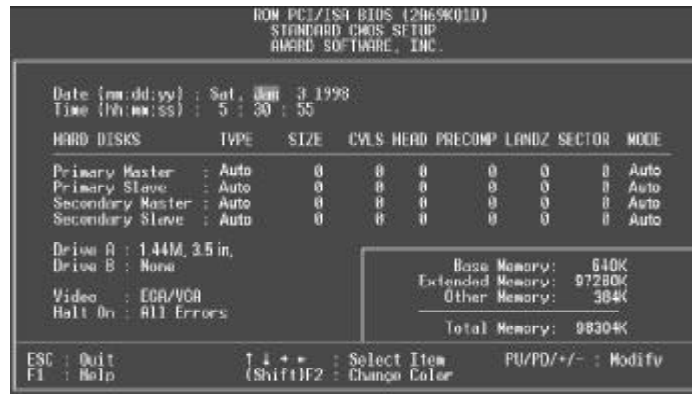 ROM PCI/ISA BIOS (2A69KQ1D)
STANDARD CMOS SETUP
AWARD SOFTWARE, INC.
Date (mm:dd:yy) : Sat, Jan 3 1998
Time (hh:mm:ss) : 5 : 30 : 55
HARD DISKS TYPE SIZE CYLS HEAD PRECOMP LANDZ SECTOR MODE
Primary Master : Auto 0 0 0 0 0 0 Auto
Primary Slave : Auto 0 0 0 0 0 0 Auto
Secondary Master : Auto 0 0 0 0 0 0 Auto
Secondary Slave : Auto 0 0 0 0 0 0 Auto
Drive A : 1.44M, 3.5 in,
Drive B : None
Video : EGA/VGA
Halt On : All Errors
Base Memory: 640K
Extended Memory: 97280K
Other Memory: 384K
Total Memory: 98304K
ESC : Quit ↑ ↓ → ← : Select Item PU/PD/+/- : Modify
F1 : Help (Shift)F2 : Change Color